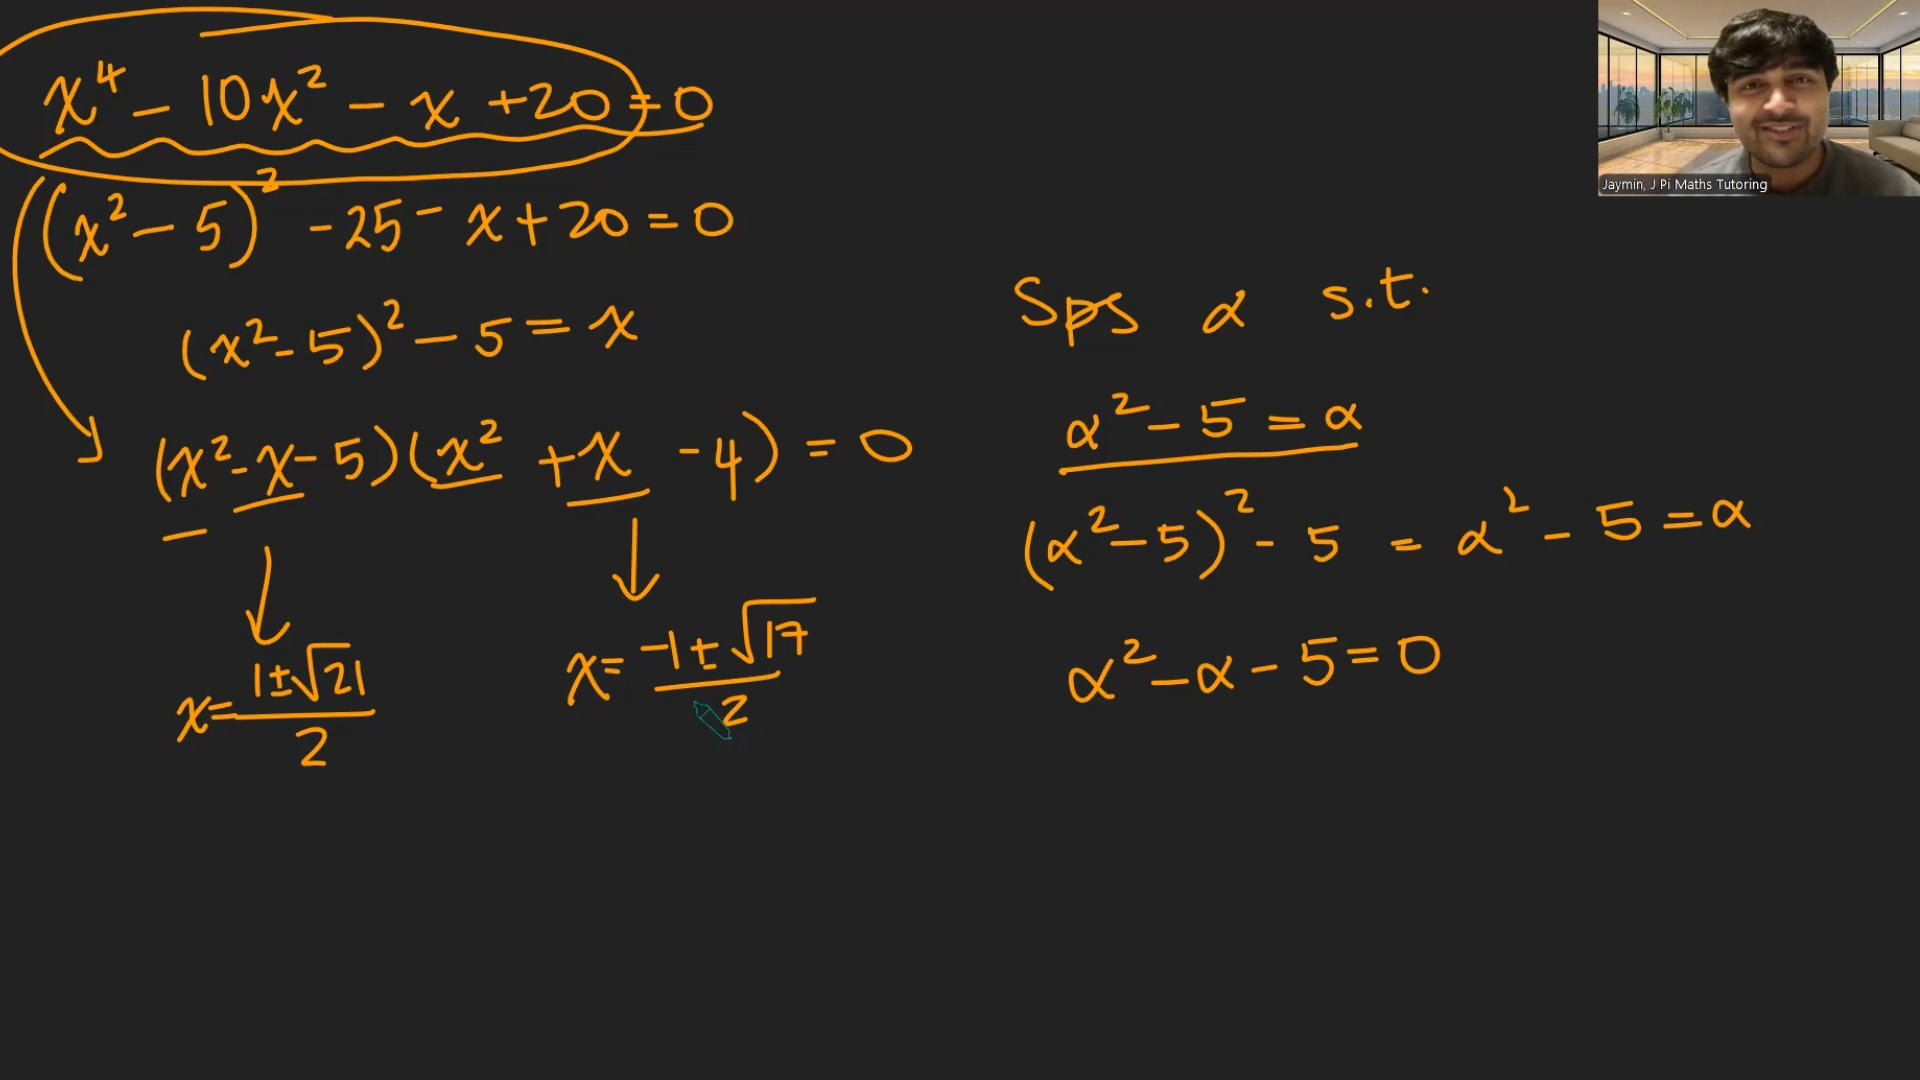 x⁴ - 10x² - x + 20 = 0
(x² - 5)² - 25 - x + 20 = 0
(x² - 5)² - 5 = x
(x² - x - 5)(x² + x - 4) = 0
x = (1 ± √21)/2
x = (-1 ± √17)/2
Sps α s.t.
α² - 5 = α
(α² - 5)² - 5 = α² - 5 = α
α² - α - 5 = 0
Jaymin, J Pi Maths Tutoring